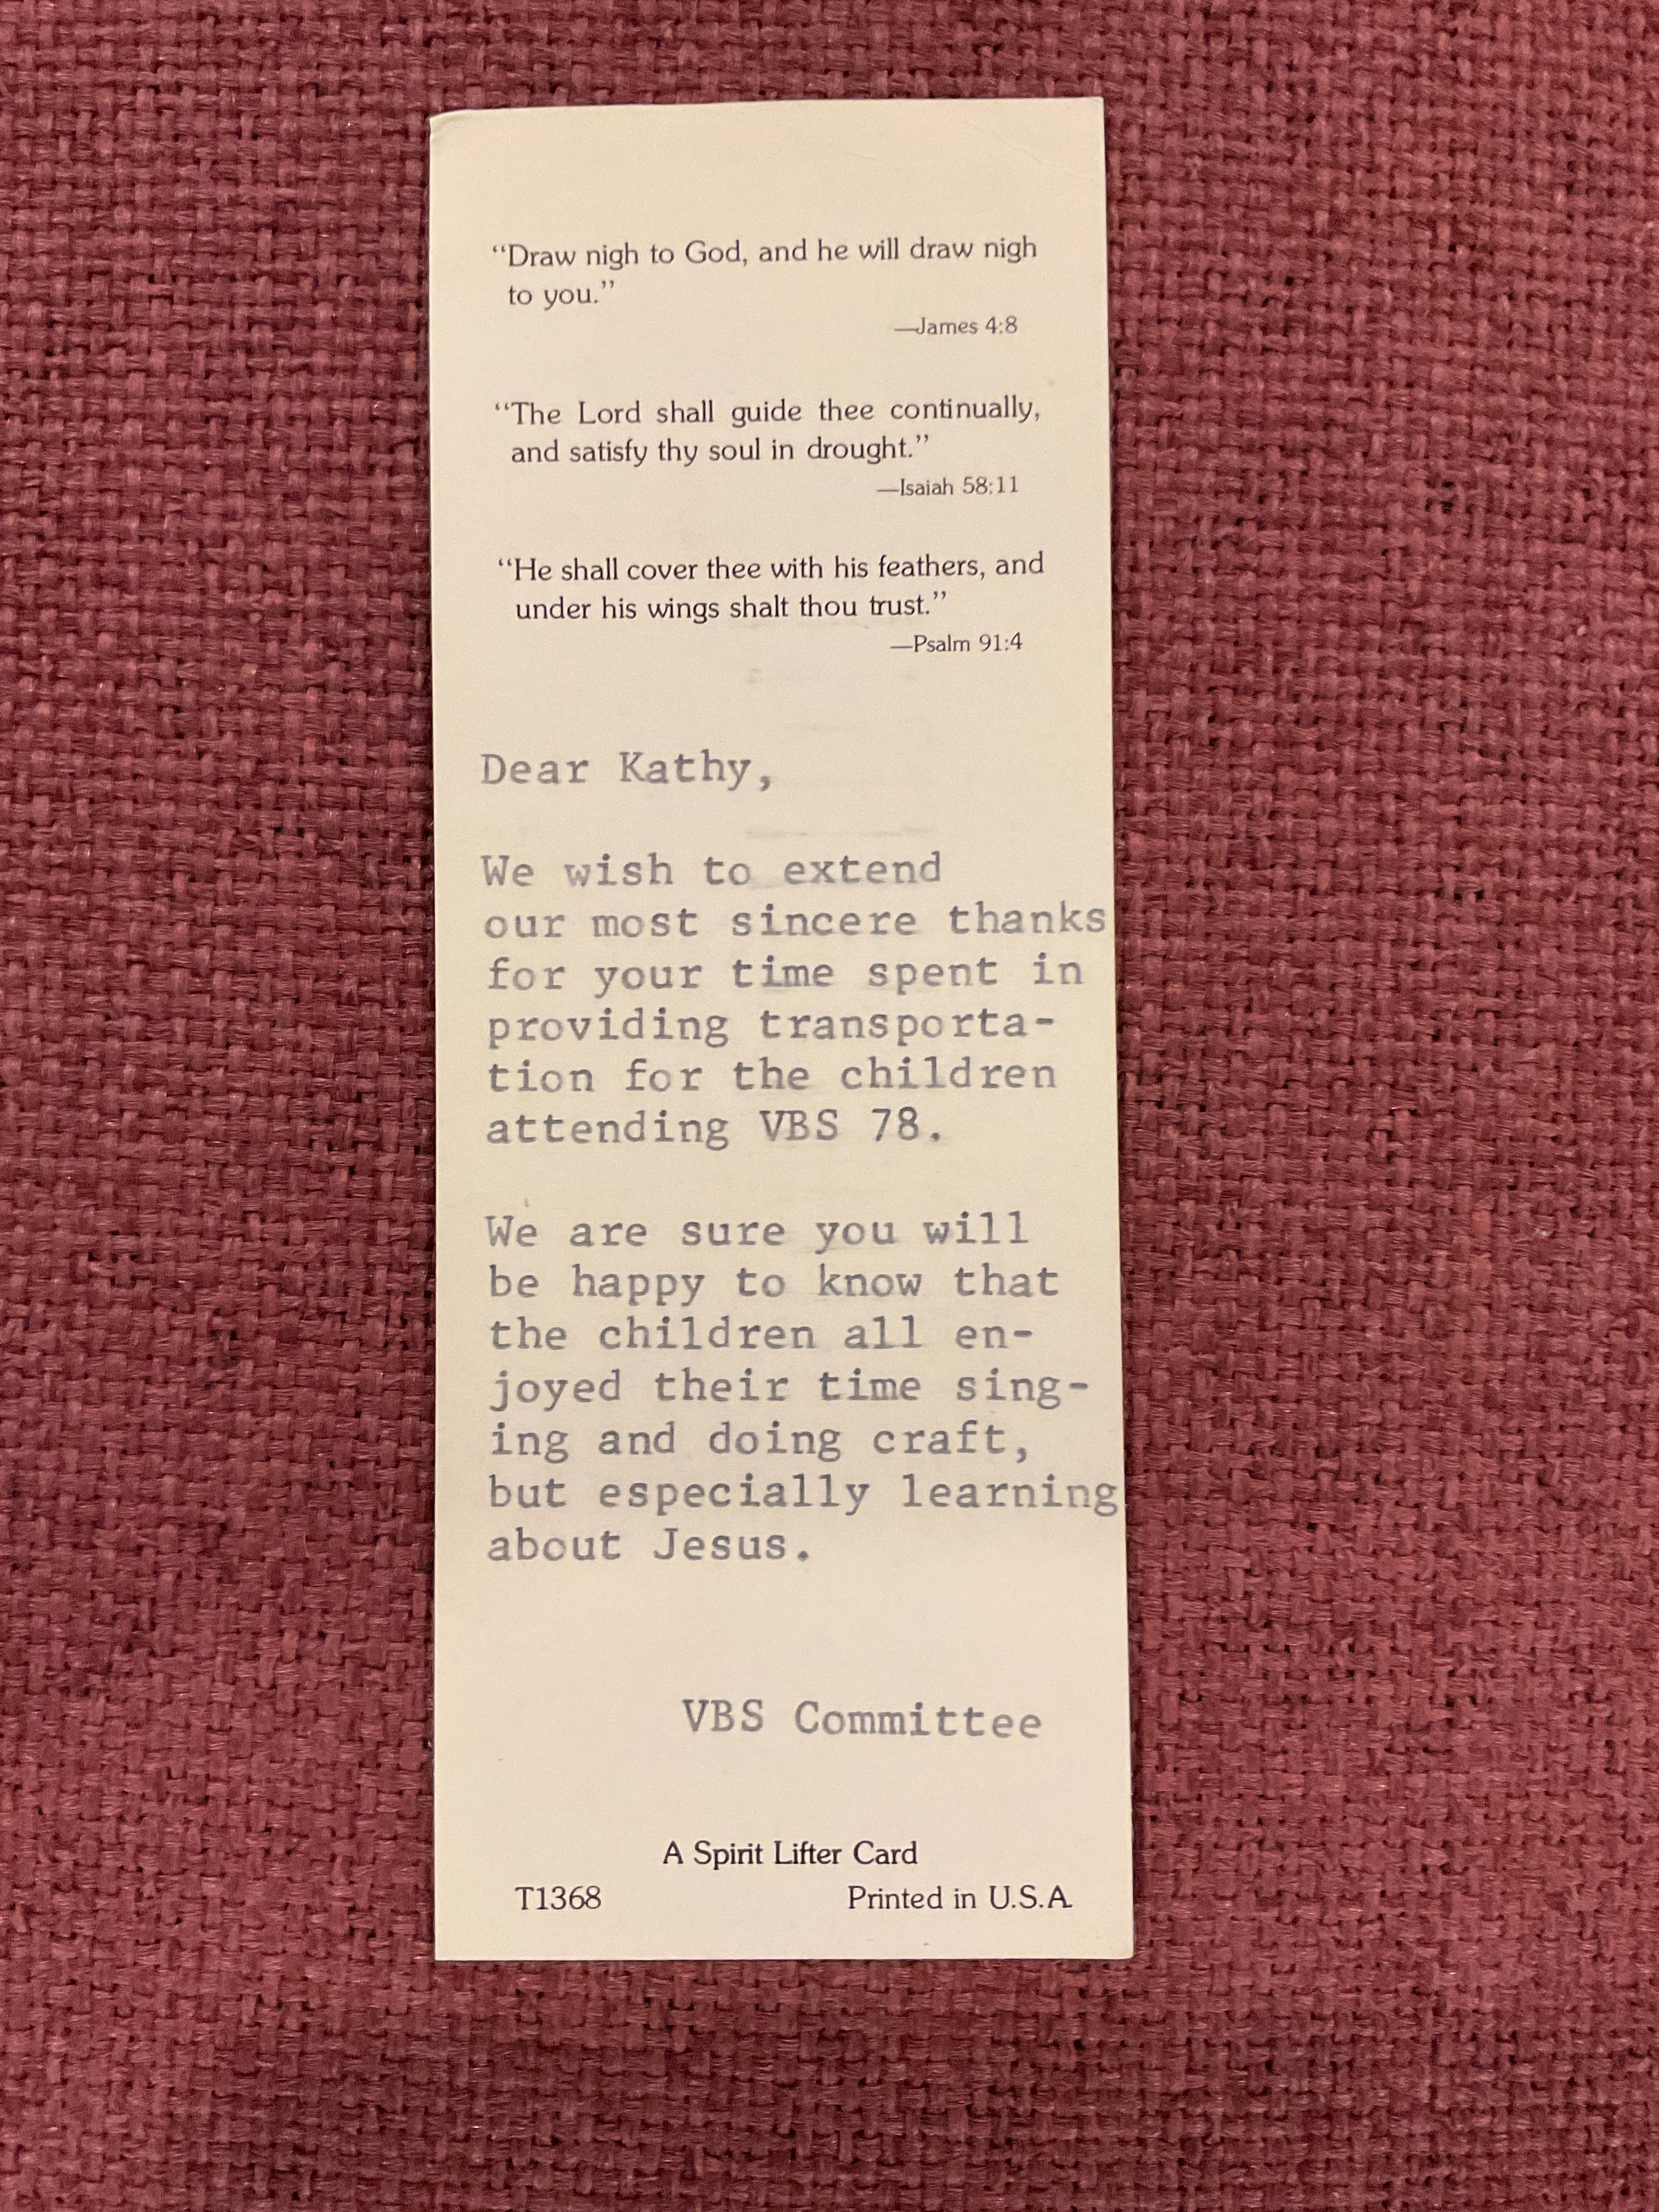 “Draw nigh to God, and he will draw nigh
to you.”
—James 4:8
“The Lord shall guide thee continually,
and satisfy thy soul in drought.”
—Isaiah 58:11
“He shall cover thee with his feathers, and
under his wings shalt thou trust.”
—Psalm 91:4
Dear Kathy,
We wish to extend
our most sincere thanks
for your time spent in
providing transporta-
tion for the children
attending VBS 78.
We are sure you will
be happy to know that
the children all en-
joyed their time sing-
ing and doing craft,
but especially learning
about Jesus.
VBS Committee
A Spirit Lifter Card
T1368 Printed in U.S.A.